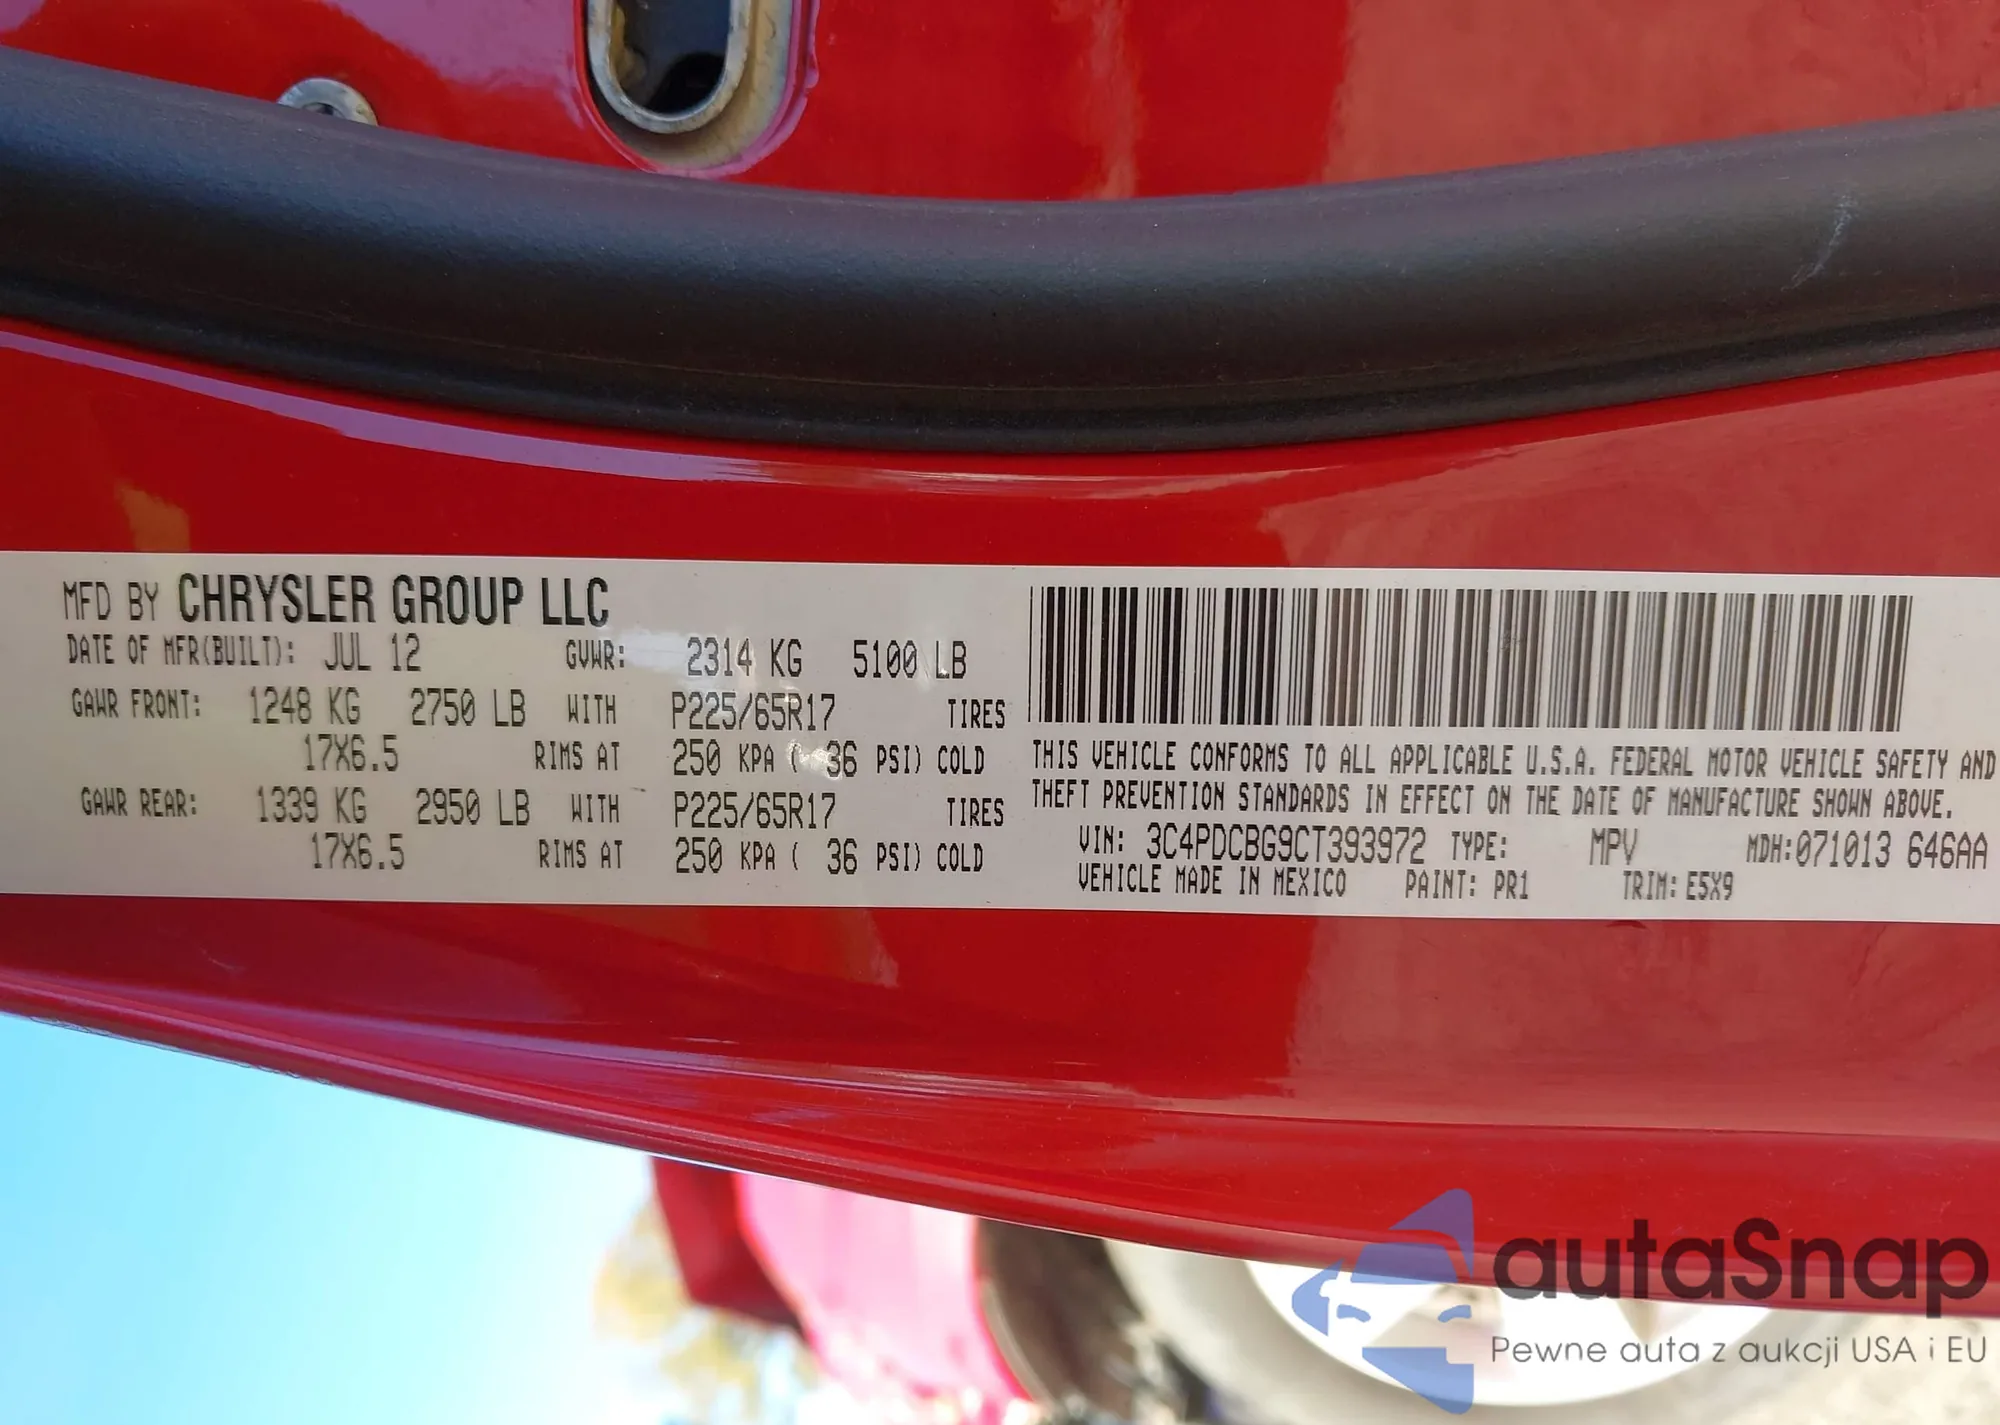 MFD BY CHRYSLER GROUP LLC
DATE OF MFR(BUILT): JUL 12 GVWR: 2314 KG 5100 LB
GAWR FRONT: 1248 KG 2750 LB WITH P225/65R17 TIRES
17X6.5 RIMS AT 250 KPA ( 36 PSI) COLD
GAWR REAR: 1339 KG 2950 LB WITH P225/65R17 TIRES
17X6.5 RIMS AT 250 KPA ( 36 PSI) COLD
THIS VEHICLE CONFORMS TO ALL APPLICABLE U.S.A. FEDERAL MOTOR VEHICLE SAFETY AND
THEFT PREVENTION STANDARDS IN EFFECT ON THE DATE OF MANUFACTURE SHOWN ABOVE.
VIN: 3C4PDCBG9CT393972 TYPE: MPV MDH:071013 646AA
VEHICLE MADE IN MEXICO PAINT: PR1 TRIM: E5X9
autaSnap
Pewne auta z aukcji USA i EU